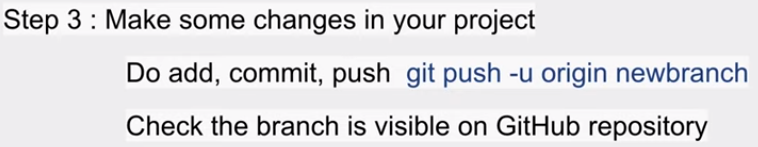 Step 3 : Make some changes in your project
Do add, commit, push  git push -u origin newbranch
Check the branch is visible on GitHub repository